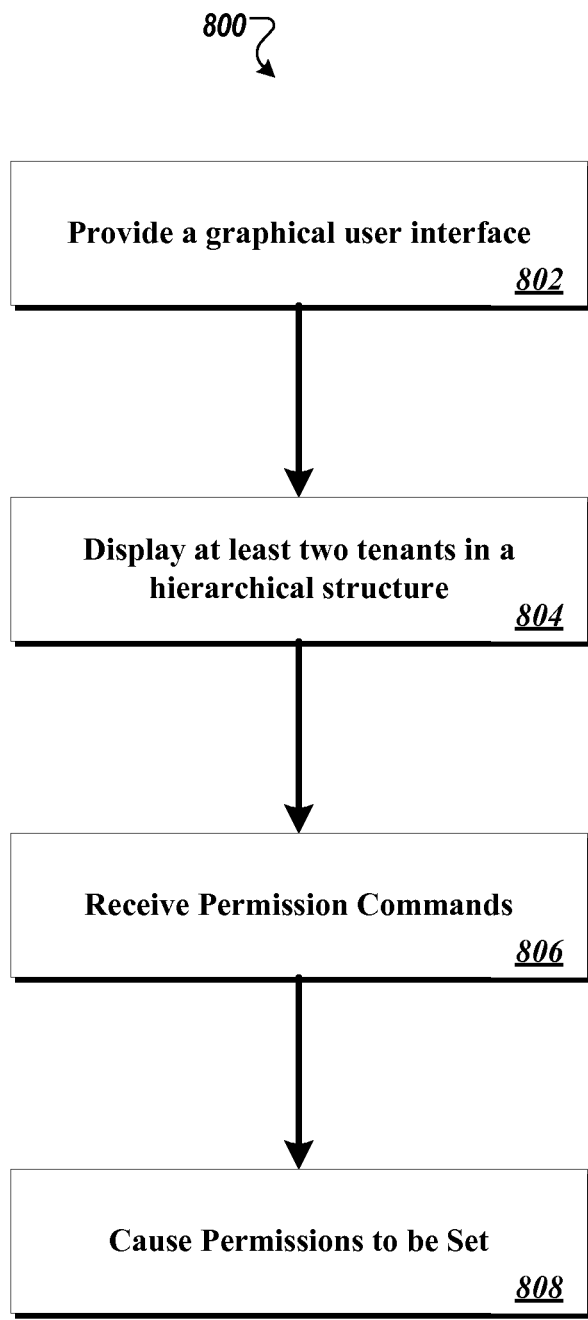 800
Provide a graphical user interface
802
Display at least two tenants in a
hierarchical structure
804
Receive Permission Commands
806
Cause Permissions to be Set
808